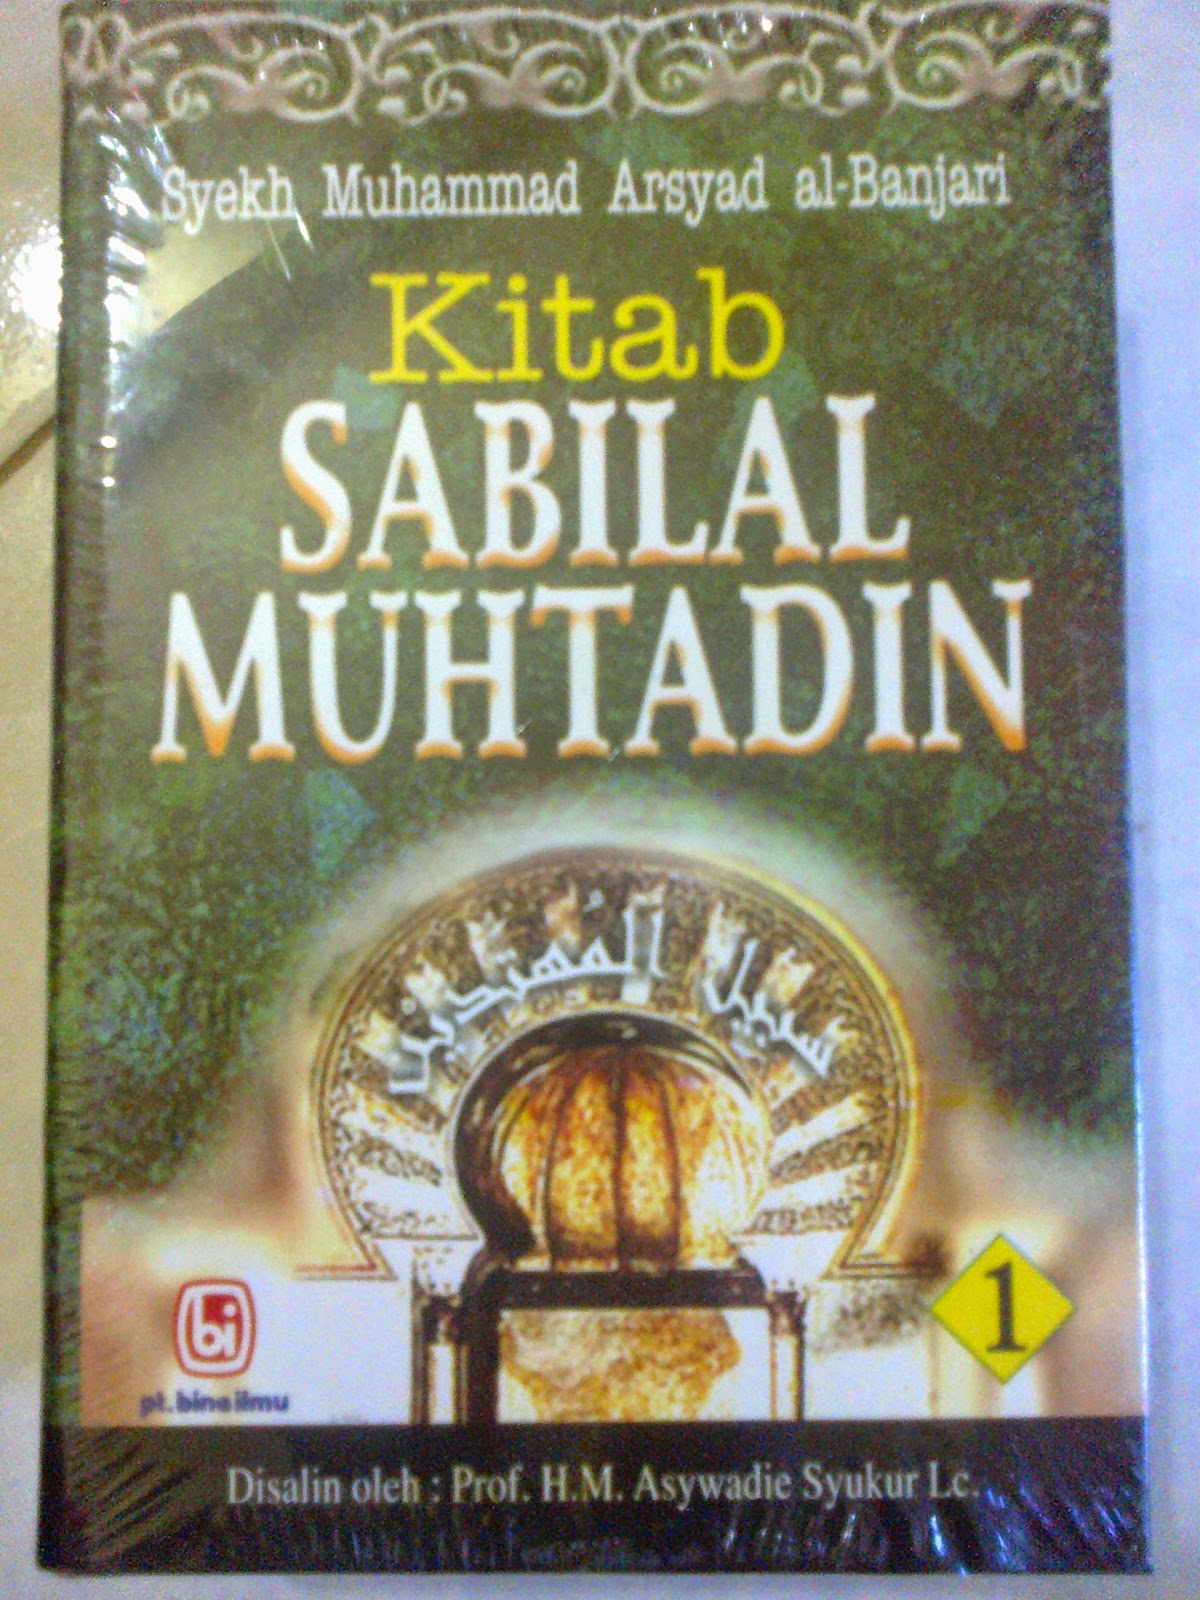 Syekh Muhammad Arsyad al-Banjari
Kitab
SABILAL
MUHTADIN
سبيل المهتدين
1
bi
pt. bina ilmu
Disalin oleh : Prof. H.M. Asywadie Syukur Lc.